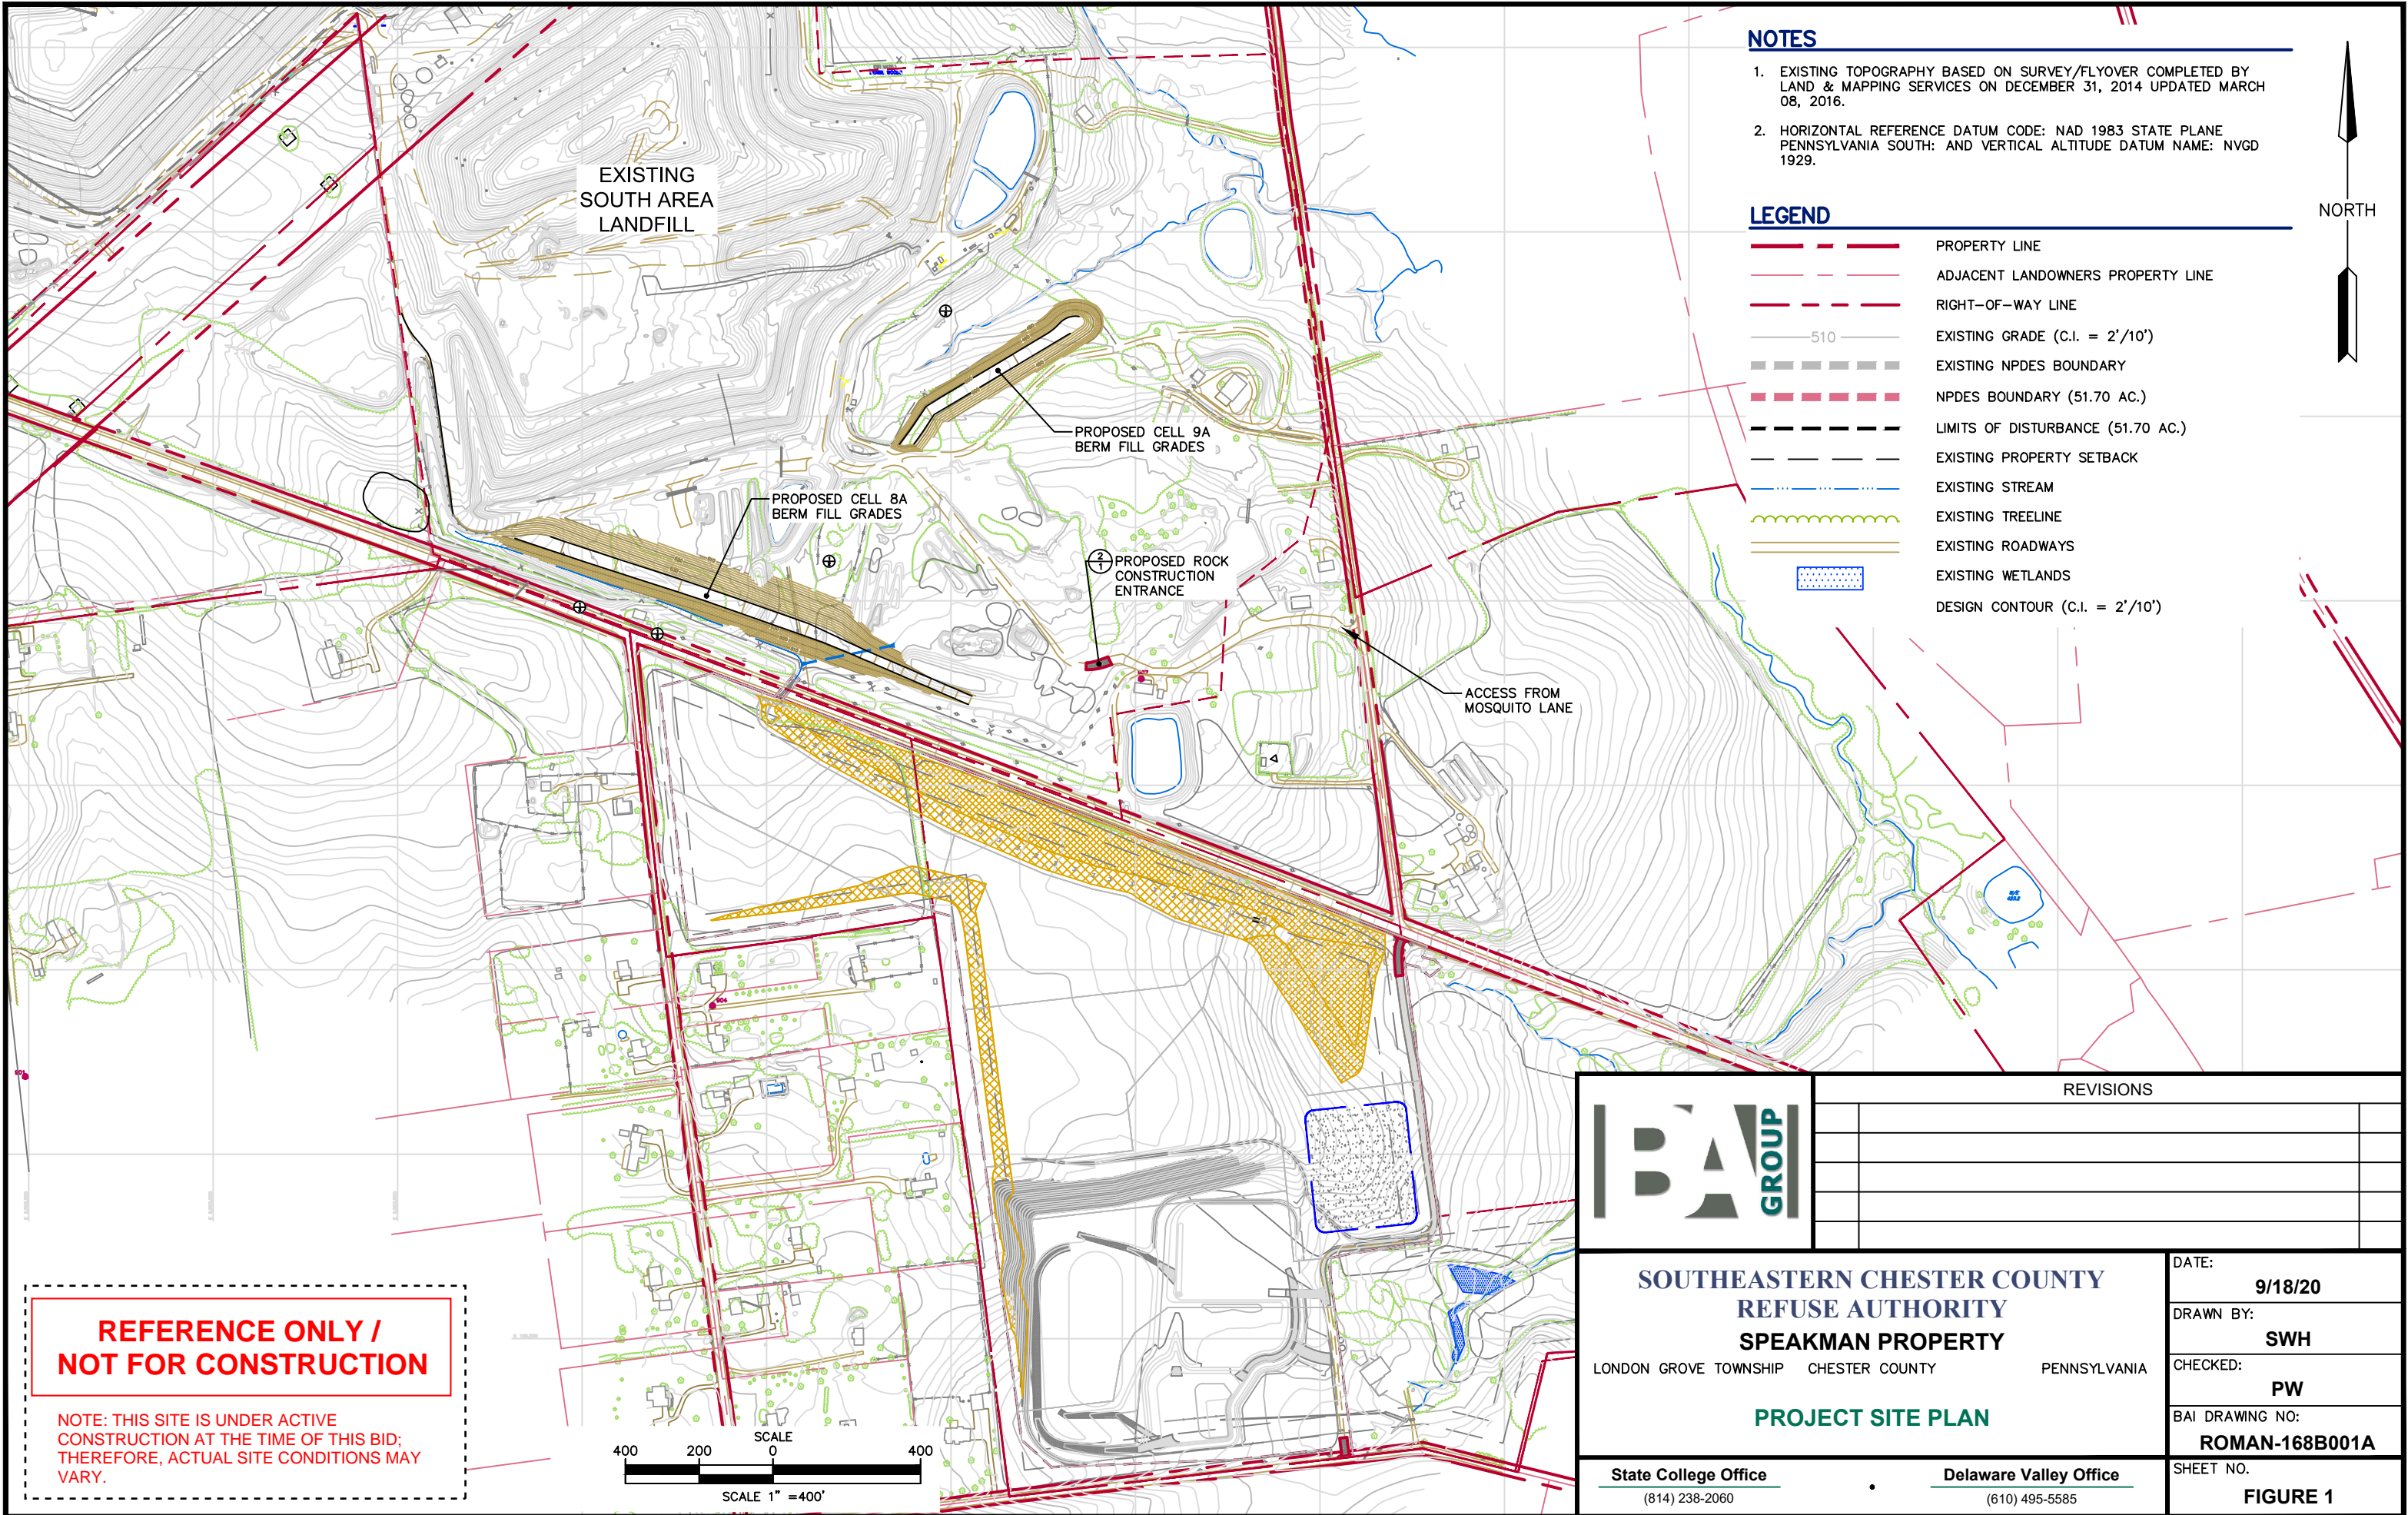 NOTES
1. EXISTING TOPOGRAPHY BASED ON SURVEY/FLYOVER COMPLETED BY
LAND & MAPPING SERVICES ON DECEMBER 31, 2014 UPDATED MARCH
08, 2016.
2. HORIZONTAL REFERENCE DATUM CODE: NAD 1983 STATE PLANE
PENNSYLVANIA SOUTH: AND VERTICAL ALTITUDE DATUM NAME: NVGD
1929.
NORTH
LEGEND
PROPERTY LINE
ADJACENT LANDOWNERS PROPERTY LINE
RIGHT-OF-WAY LINE
510
EXISTING GRADE (C.I. = 2'/10')
EXISTING NPDES BOUNDARY
NPDES BOUNDARY (51.70 AC.)
LIMITS OF DISTURBANCE (51.70 AC.)
EXISTING PROPERTY SETBACK
EXISTING STREAM
EXISTING TREELINE
EXISTING ROADWAYS
EXISTING WETLANDS
DESIGN CONTOUR (C.I. = 2'/10')
EXISTING
SOUTH AREA
LANDFILL
PROPOSED CELL 9A
BERM FILL GRADES
PROPOSED CELL 8A
BERM FILL GRADES
2
1
PROPOSED ROCK
CONSTRUCTION
ENTRANCE
ACCESS FROM
MOSQUITO LANE
904
REFERENCE ONLY /
NOT FOR CONSTRUCTION
NOTE: THIS SITE IS UNDER ACTIVE
CONSTRUCTION AT THE TIME OF THIS BID;
THEREFORE, ACTUAL SITE CONDITIONS MAY
VARY.
SCALE
400 200 0 400
SCALE 1" =400'
BAI GROUP
REVISIONS
SOUTHEASTERN CHESTER COUNTY
REFUSE AUTHORITY
SPEAKMAN PROPERTY
LONDON GROVE TOWNSHIP CHESTER COUNTY PENNSYLVANIA
PROJECT SITE PLAN
State College Office • Delaware Valley Office
(814) 238-2060 (610) 495-5585
DATE:
9/18/20
DRAWN BY:
SWH
CHECKED:
PW
BAI DRAWING NO:
ROMAN-168B001A
SHEET NO.
FIGURE 1